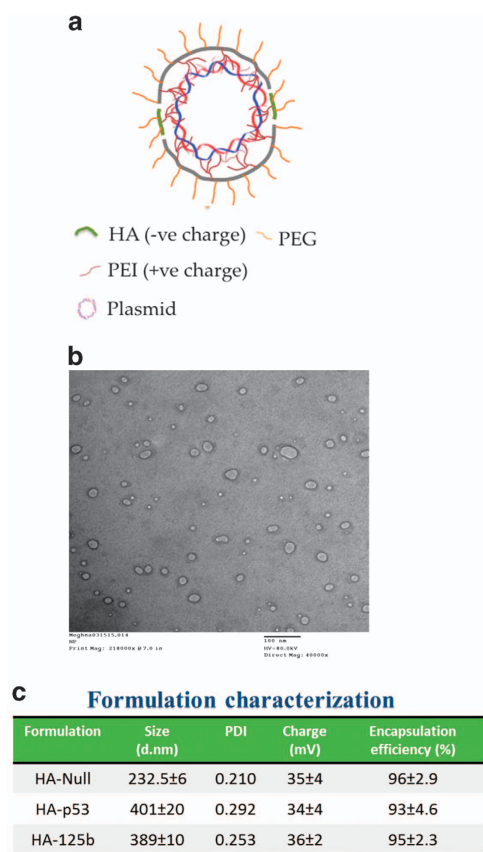 a
HA (-ve charge) PEG
PEI (+ve charge)
Plasmid
b
Meghna031515.014
NP
Print Mag: 218000x @ 7.0 in
100 nm
HV=80.0kV
Direct Mag: 40000x
c
Formulation characterization
Formulation Size (d.nm) PDI Charge (mV) Encapsulation efficiency (%)
HA-Null 232.5±6 0.210 35±4 96±2.9
HA-p53 401±20 0.292 34±4 93±4.6
HA-125b 389±10 0.253 36±2 95±2.3